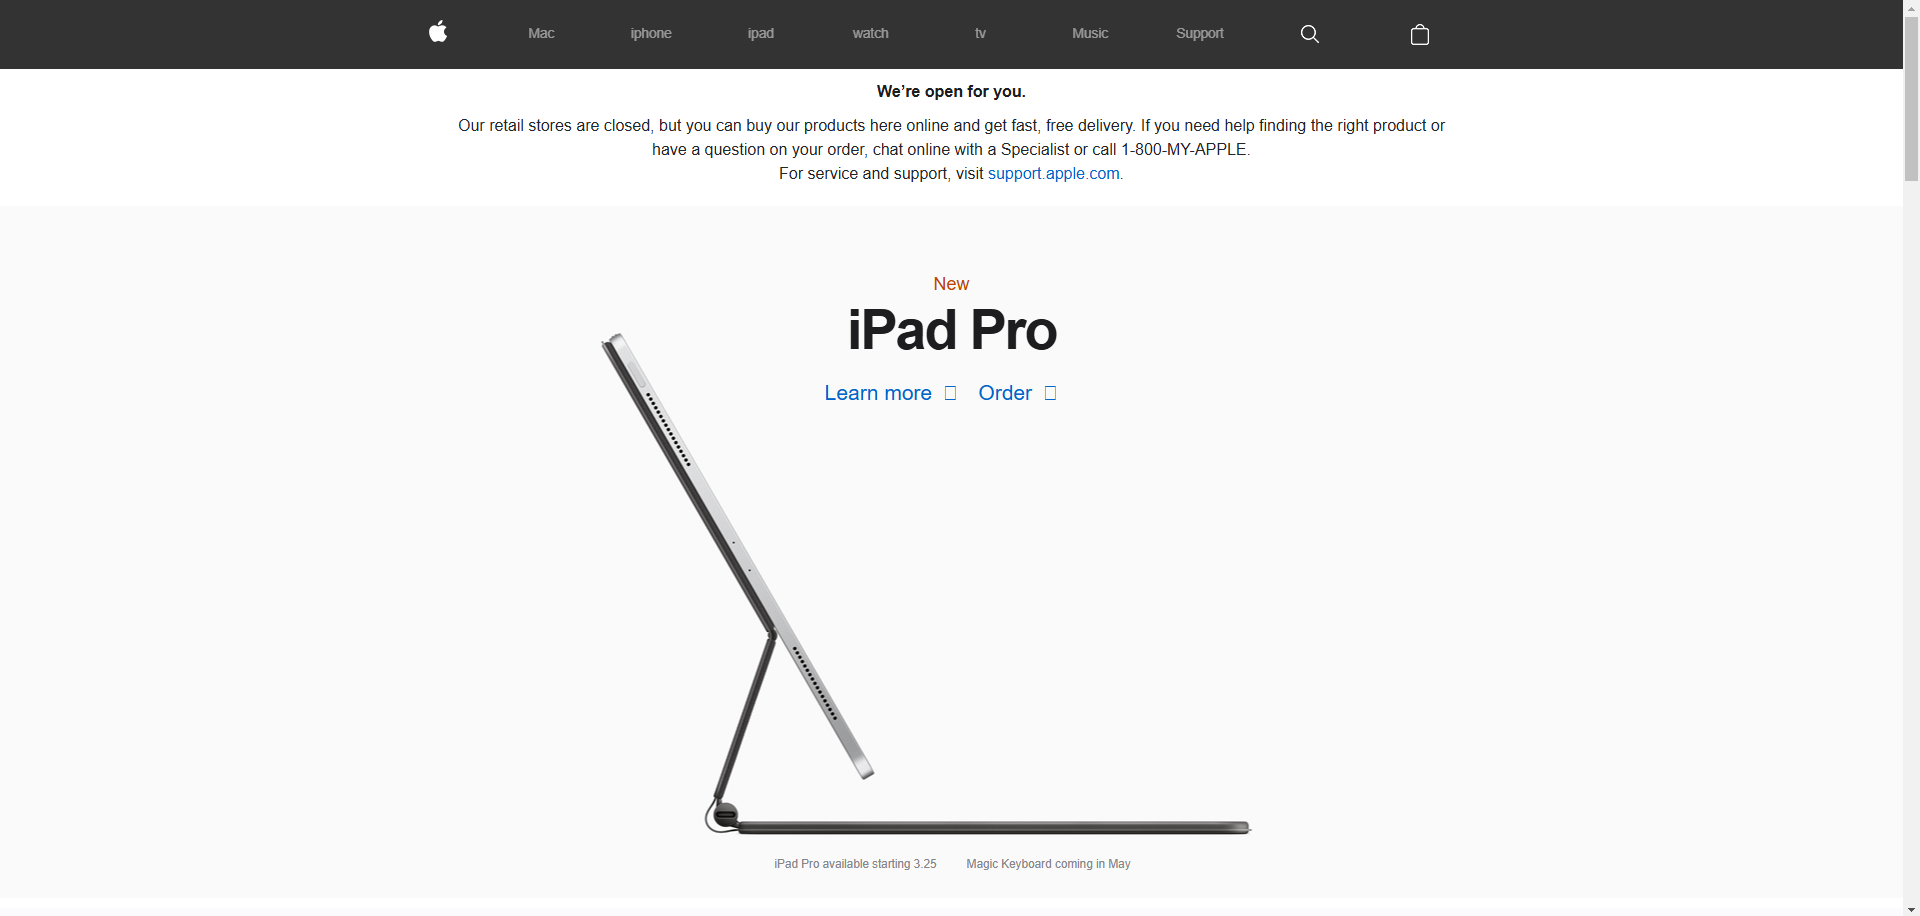 Mac iphone ipad watch tv Music Support
We’re open for you.
Our retail stores are closed, but you can buy our products here online and get fast, free delivery. If you need help finding the right product or
have a question on your order, chat online with a Specialist or call 1-800-MY-APPLE.
For service and support, visit support.apple.com.
New
iPad Pro
Learn more Order
iPad Pro available starting 3.25 Magic Keyboard coming in May